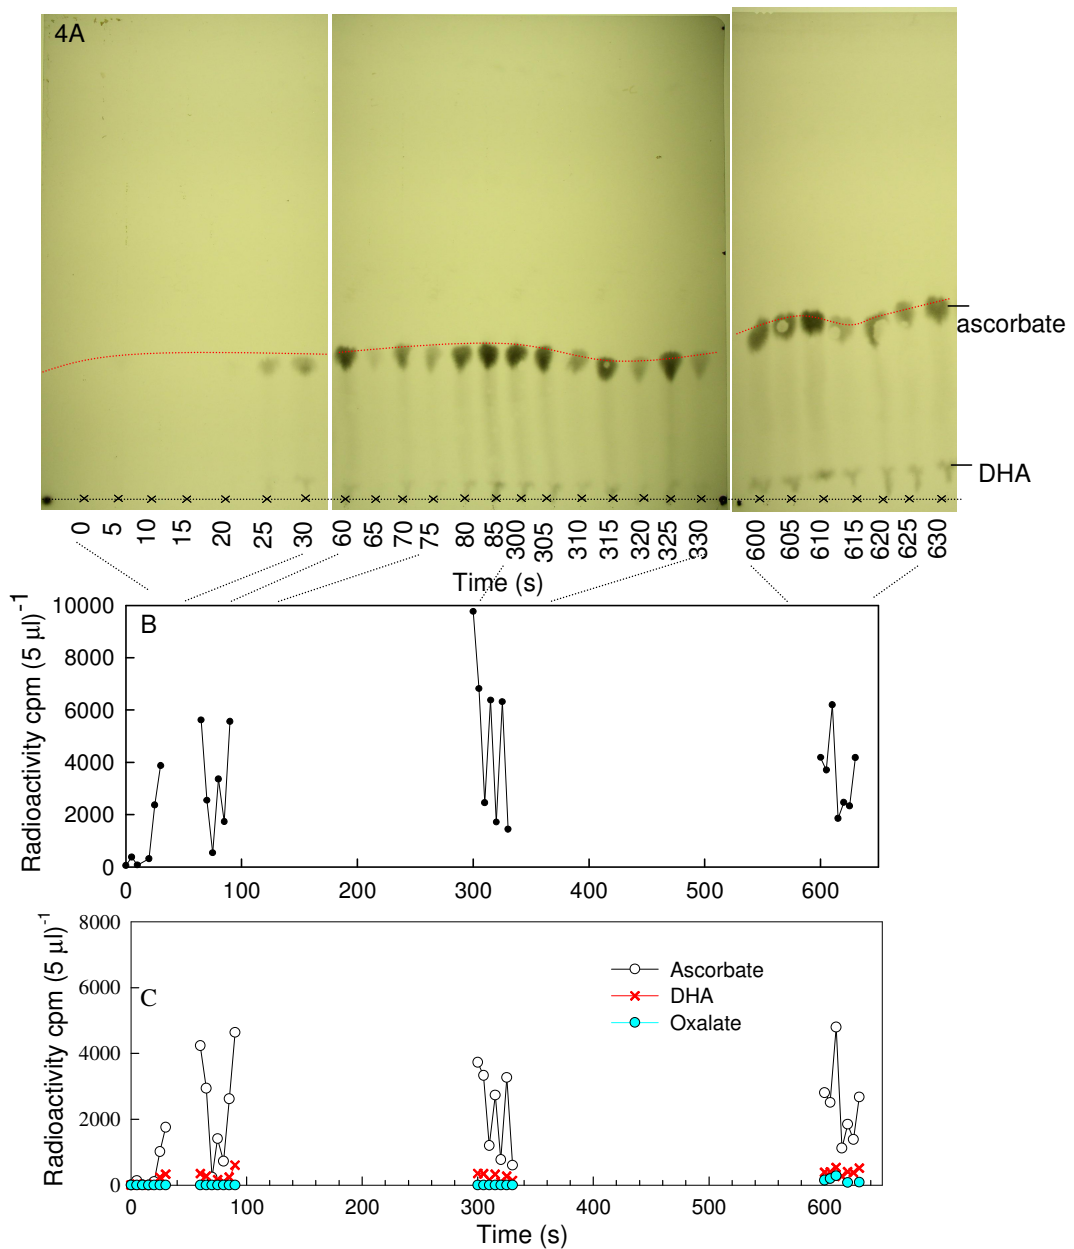 4A
ascorbate
DHA
0 5 10 15 20 25 30 60 65 70 75 80 85 300 305 310 315 320 325 330 600 605 610 615 620 625 630
Time (s)
B
Radioactivity cpm (5 µl)⁻¹
10000
8000
6000
4000
2000
0
0 100 200 300 400 500 600
C
Radioactivity cpm (5 µl)⁻¹
8000
6000
4000
2000
0
Ascorbate
DHA
Oxalate
0 100 200 300 400 500 600
Time (s)